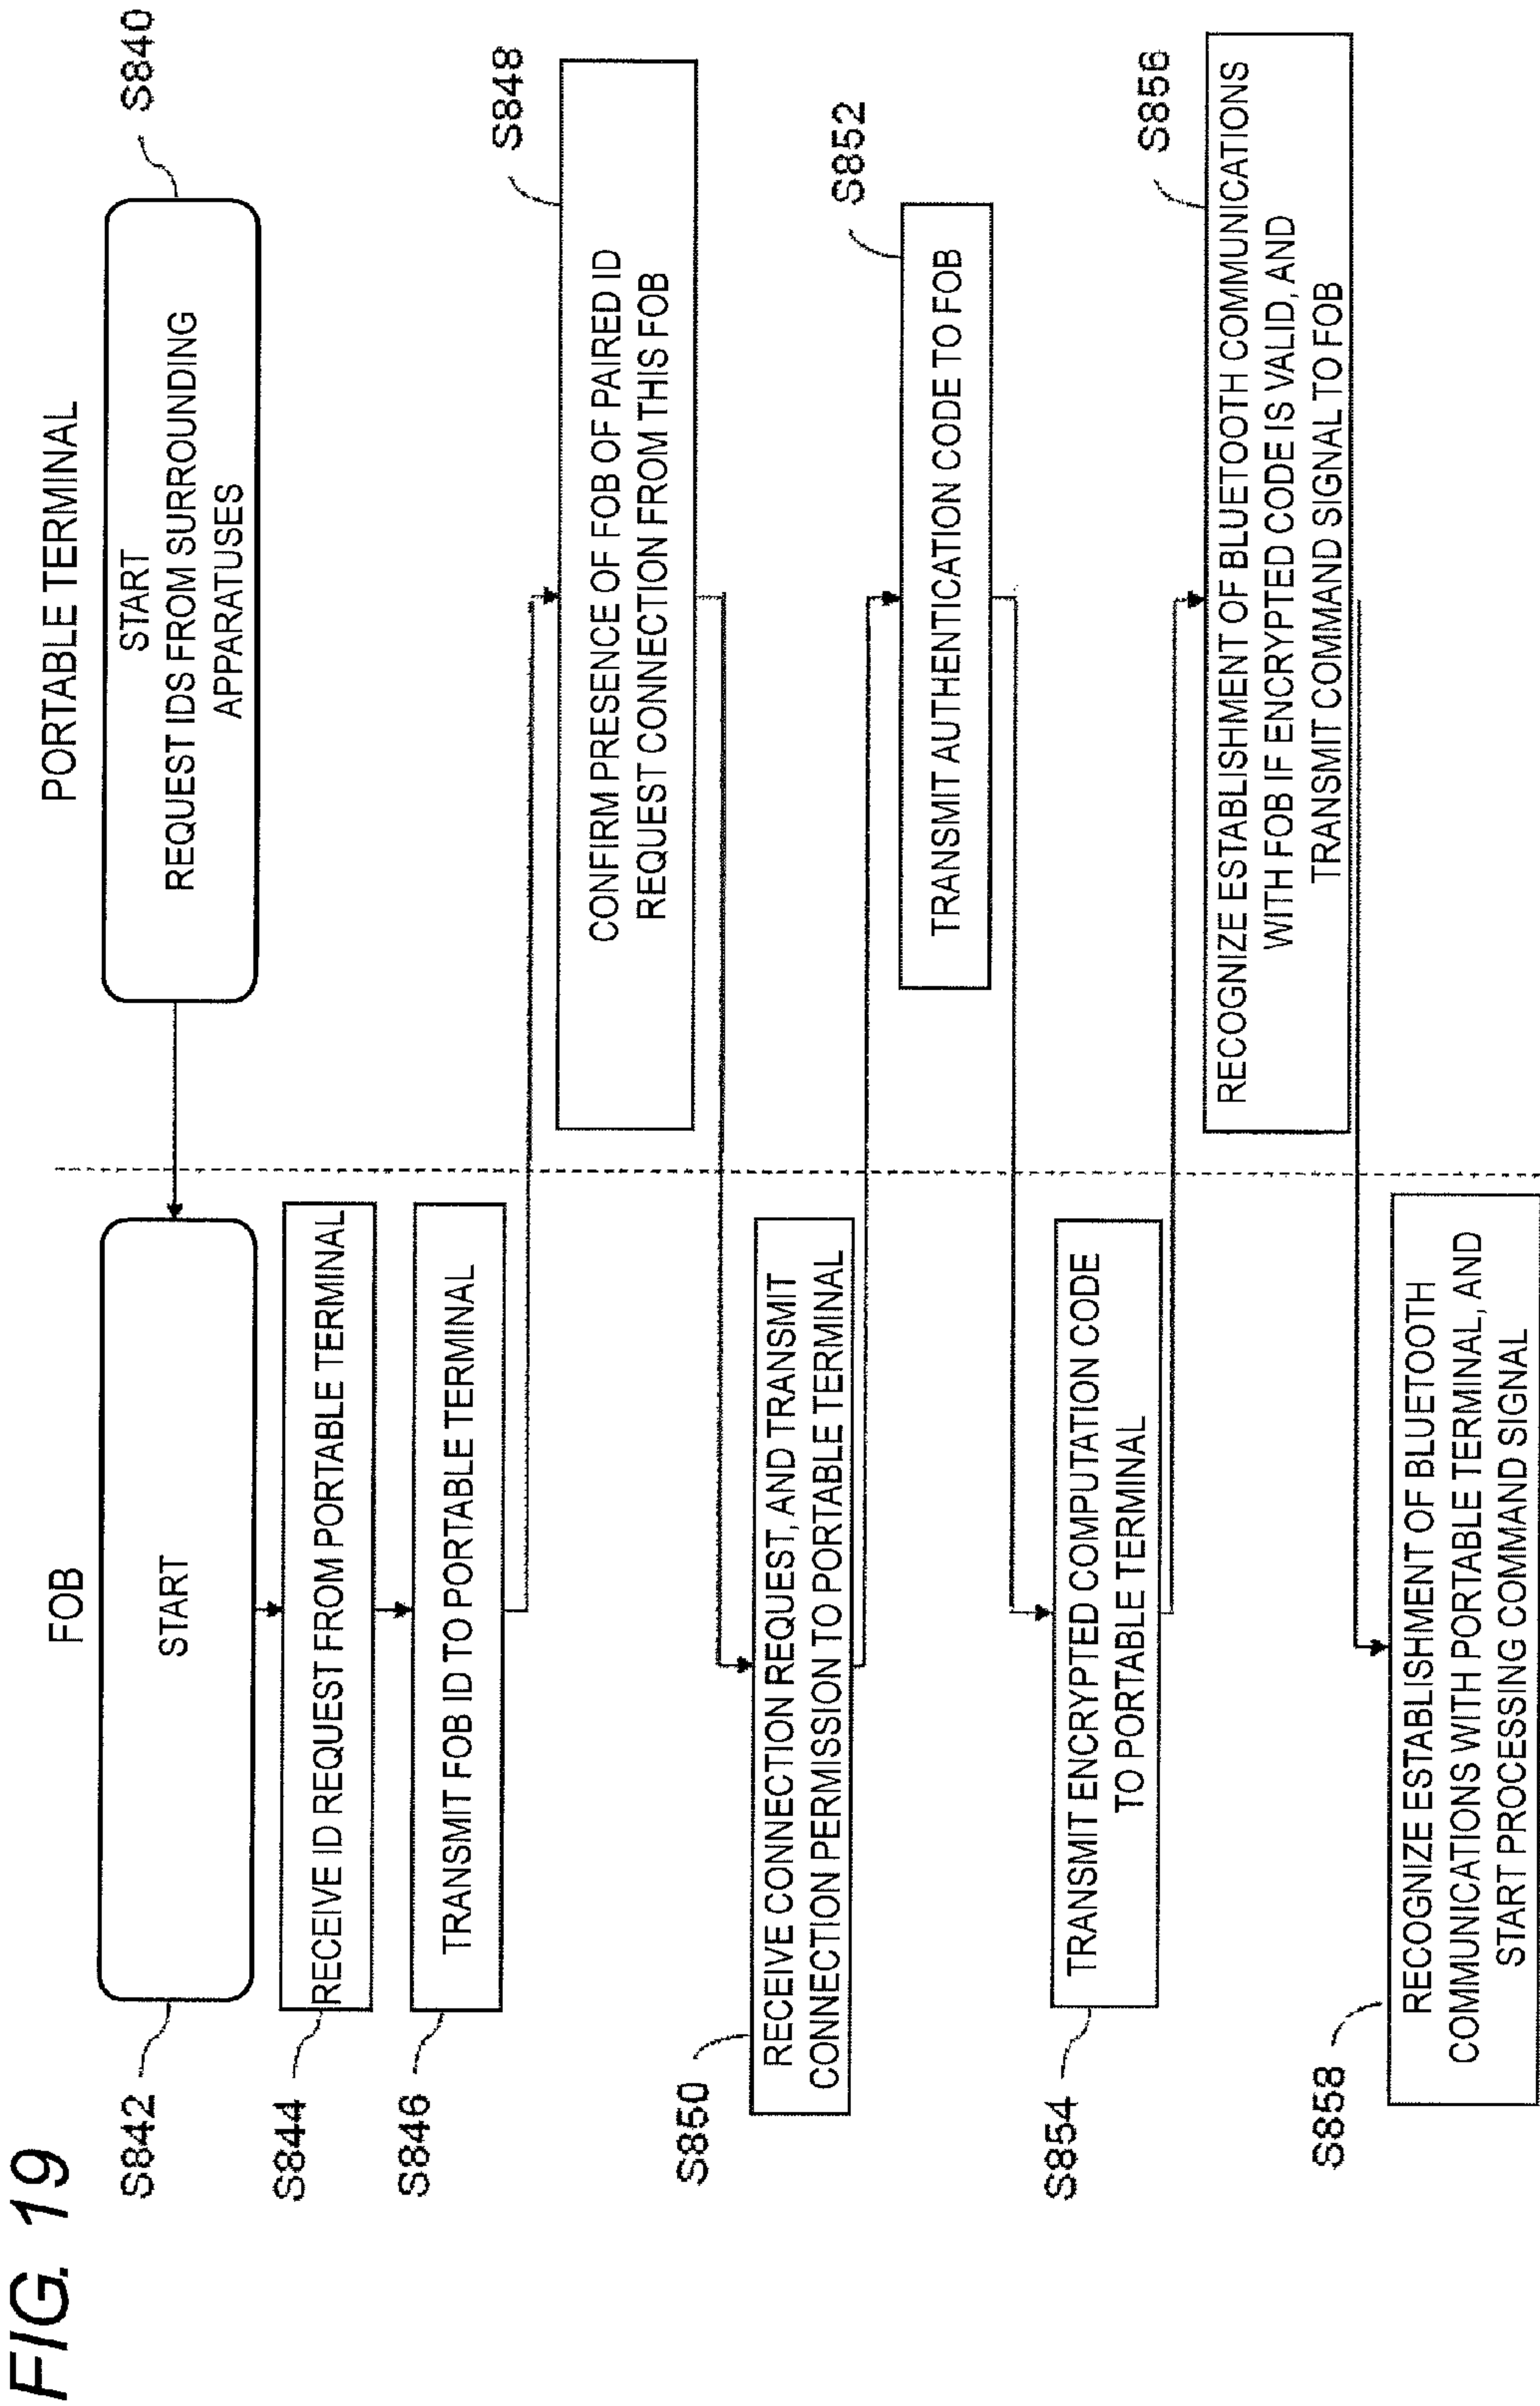 FIG. 19
FOB
PORTABLE TERMINAL
S840
START
REQUEST IDS FROM SURROUNDING
APPARATUSES
S842
START
S844
RECEIVE ID REQUEST FROM PORTABLE TERMINAL
S846
TRANSMIT FOB ID TO PORTABLE TERMINAL
S848
CONFIRM PRESENCE OF FOB OF PAIRED ID
REQUEST CONNECTION FROM THIS FOB
S850
RECEIVE CONNECTION REQUEST, AND TRANSMIT
CONNECTION PERMISSION TO PORTABLE TERMINAL
S852
TRANSMIT AUTHENTICATION CODE TO FOB
S854
TRANSMIT ENCRYPTED COMPUTATION CODE
TO PORTABLE TERMINAL
S856
RECOGNIZE ESTABLISHMENT OF BLUETOOTH COMMUNICATIONS
WITH FOB IF ENCRYPTED CODE IS VALID, AND
TRANSMIT COMMAND SIGNAL TO FOB
S858
RECOGNIZE ESTABLISHMENT OF BLUETOOTH
COMMUNICATIONS WITH PORTABLE TERMINAL, AND
START PROCESSING COMMAND SIGNAL